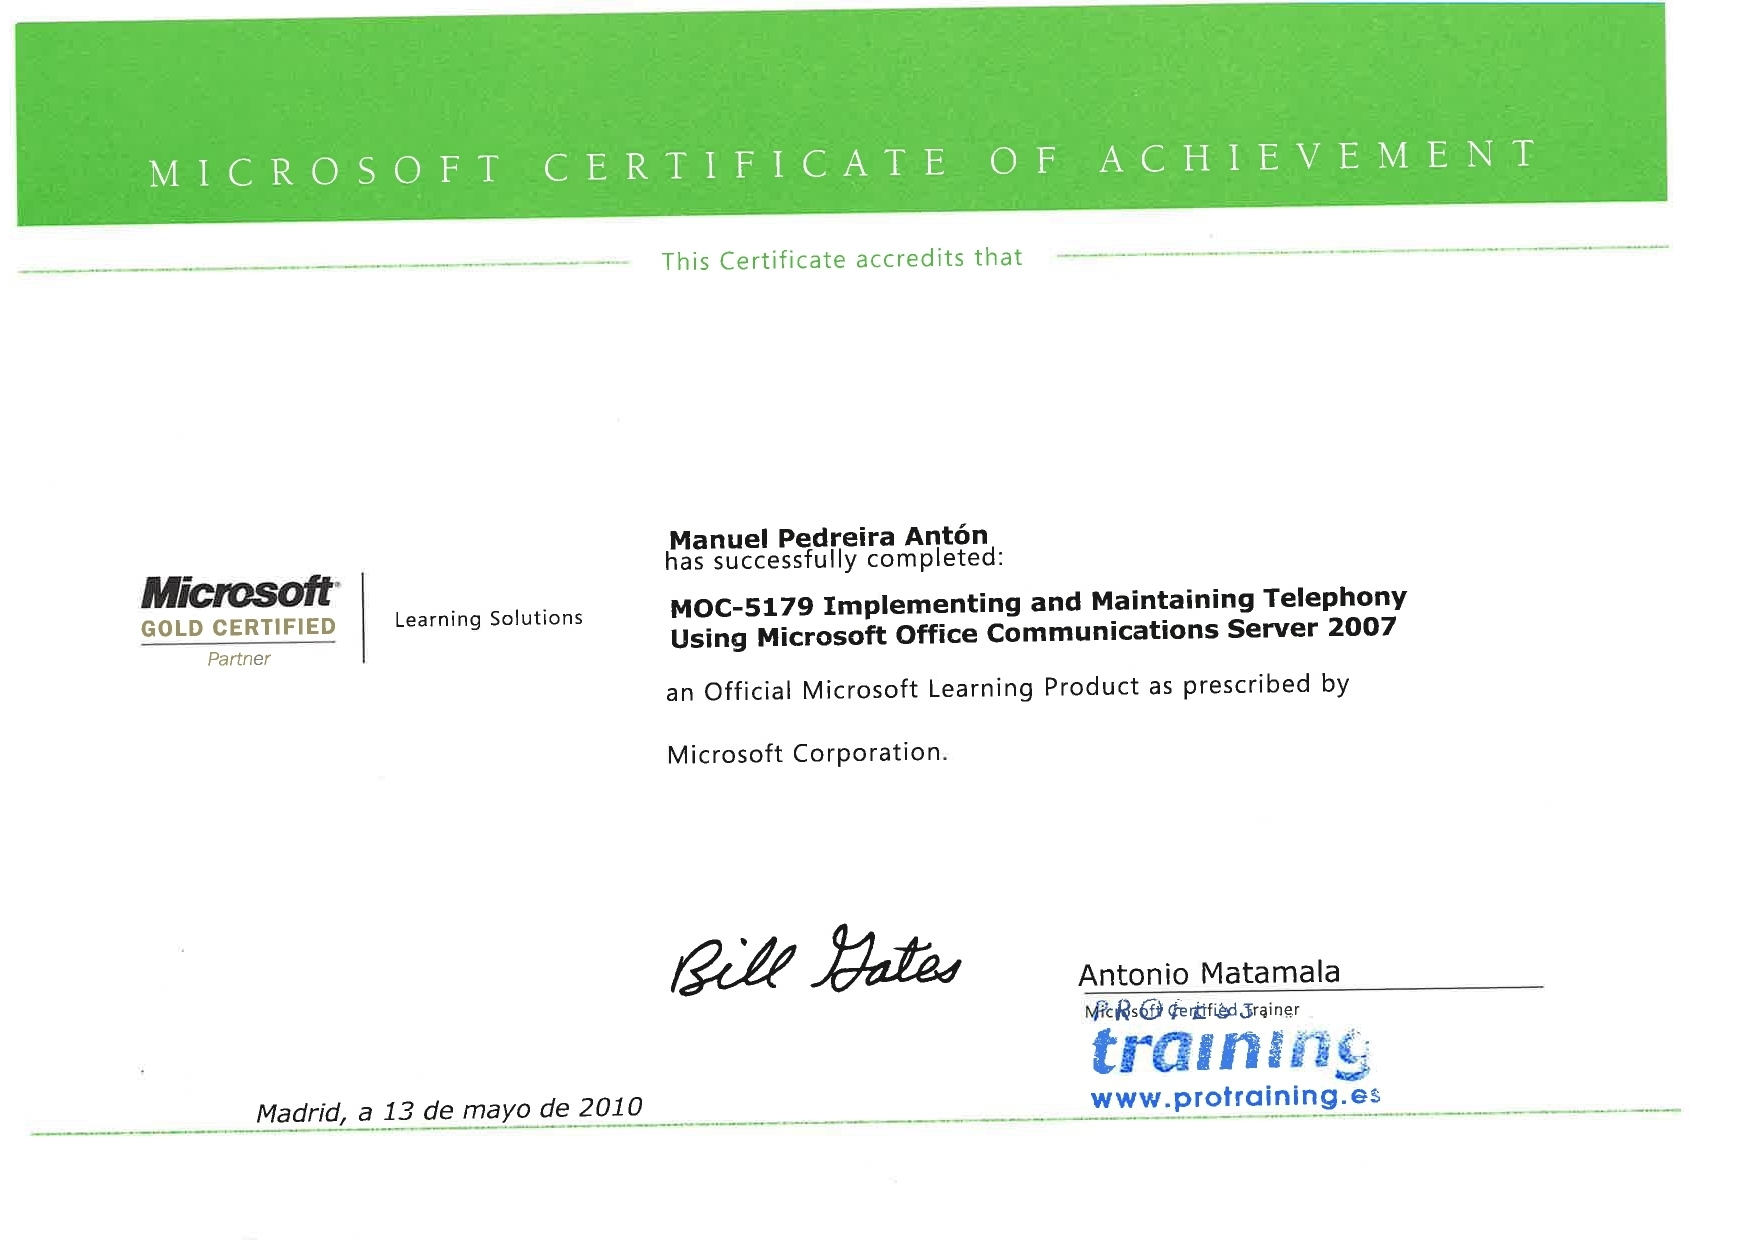 MICROSOFT CERTIFICATE OF ACHIEVEMENT
This Certificate accredits that
Manuel Pedreira Antón
has successfully completed:
Microsoft
GOLD CERTIFIED
Partner
Learning Solutions
MOC-5179 Implementing and Maintaining Telephony
Using Microsoft Office Communications Server 2007
an Official Microsoft Learning Product as prescribed by
Microsoft Corporation.
Bill Gates
Antonio Matamala
Microsoft Certified Trainer
training
www.protraining.es
Madrid, a 13 de mayo de 2010